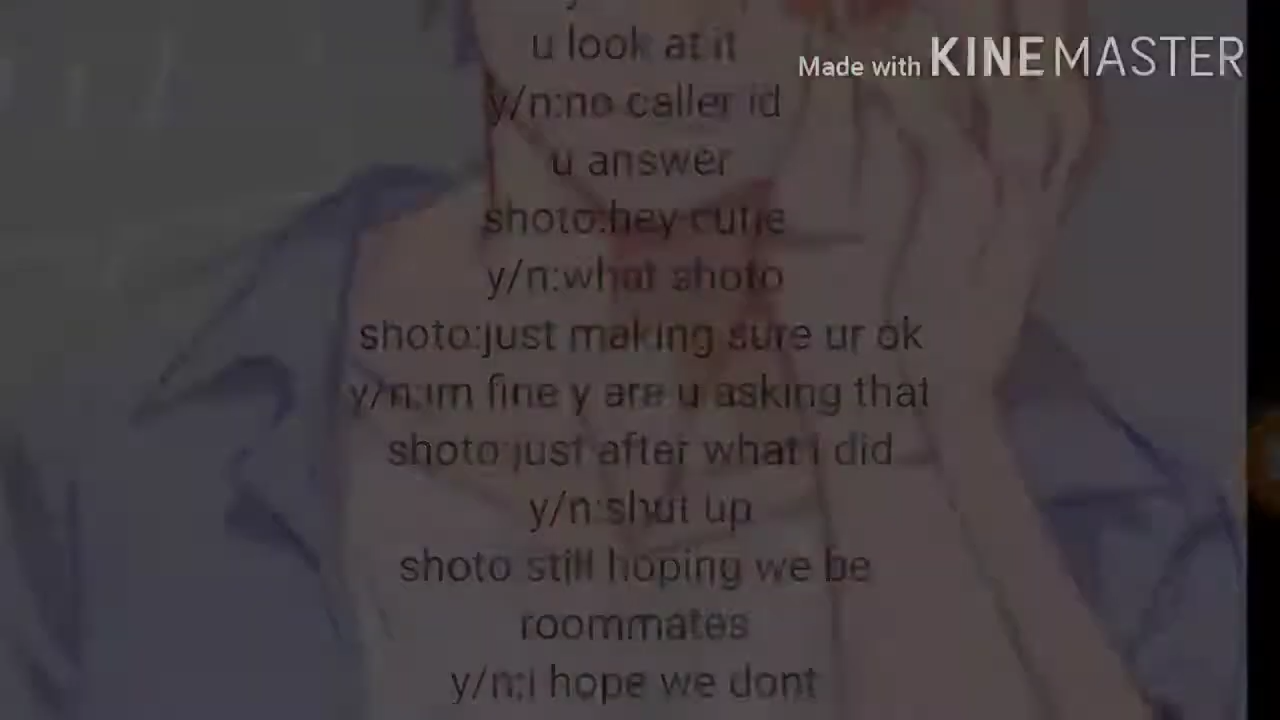 u look at it
Made with KINEMASTER
y/n:no caller id
u answer
shoto:hey cutie
y/n:what shoto
shoto:just making sure ur ok
y/n:im fine y are u asking that
shoto:just after what i did
y/n:shut up
shoto:still hoping we be
roommates
y/n;i hope we dont